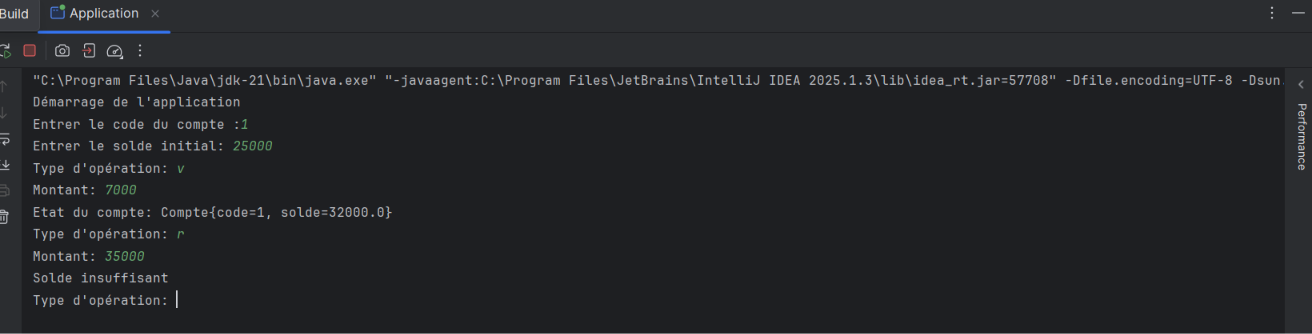 Build
Application
"C:\Program Files\Java\jdk-21\bin\java.exe" "-javaagent:C:\Program Files\JetBrains\IntelliJ IDEA 2025.1.3\lib\idea_rt.jar=57708" -Dfile.encoding=UTF-8 -Dsun.
Démarrage de l'application
Entrer le code du compte :1
Entrer le solde initial: 25000
Type d'opération: v
Montant: 7000
Etat du compte: Compte{code=1, solde=32000.0}
Type d'opération: r
Montant: 35000
Solde insuffisant
Type d'opération:
Performance